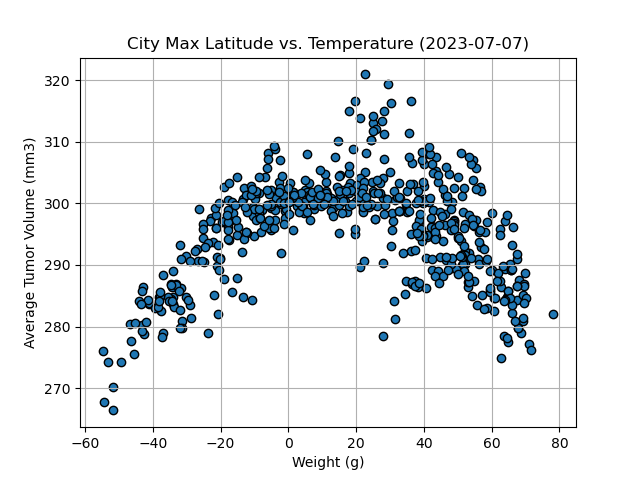 City Max Latitude vs. Temperature (2023-07-07)
Average Tumor Volume (mm3)
320
310
300
290
280
270
−60 −40 −20 0 20 40 60 80
Weight (g)